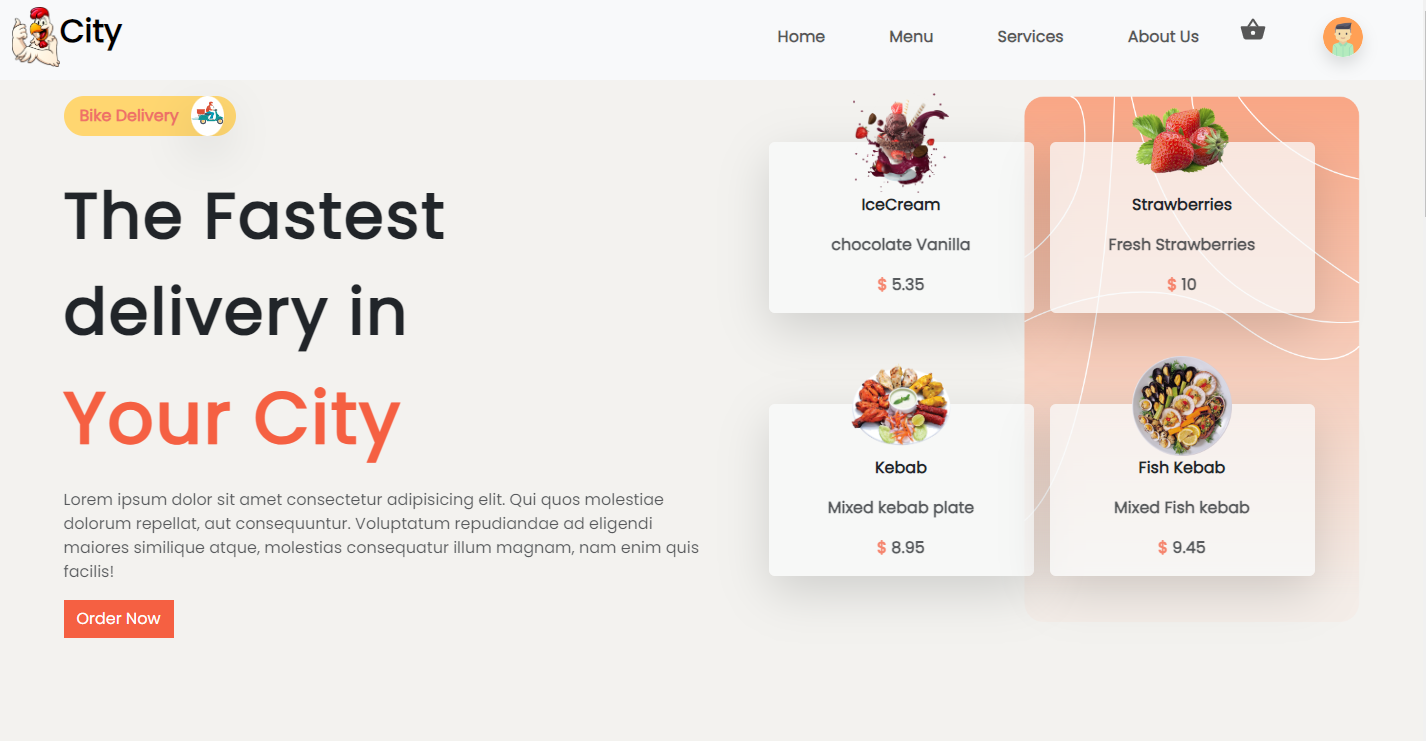 City
Home
Menu
Services
About Us
Bike Delivery
The Fastest
delivery in
Your City
Lorem ipsum dolor sit amet consectetur adipisicing elit. Qui quos molestiae
dolorum repellat, aut consequuntur. Voluptatum repudiandae ad eligendi
maiores similique atque, molestias consequatur illum magnam, nam enim quis
facilis!
Order Now
IceCream
chocolate Vanilla
$ 5.35
Strawberries
Fresh Strawberries
$ 10
Kebab
Mixed kebab plate
$ 8.95
Fish Kebab
Mixed Fish kebab
$ 9.45